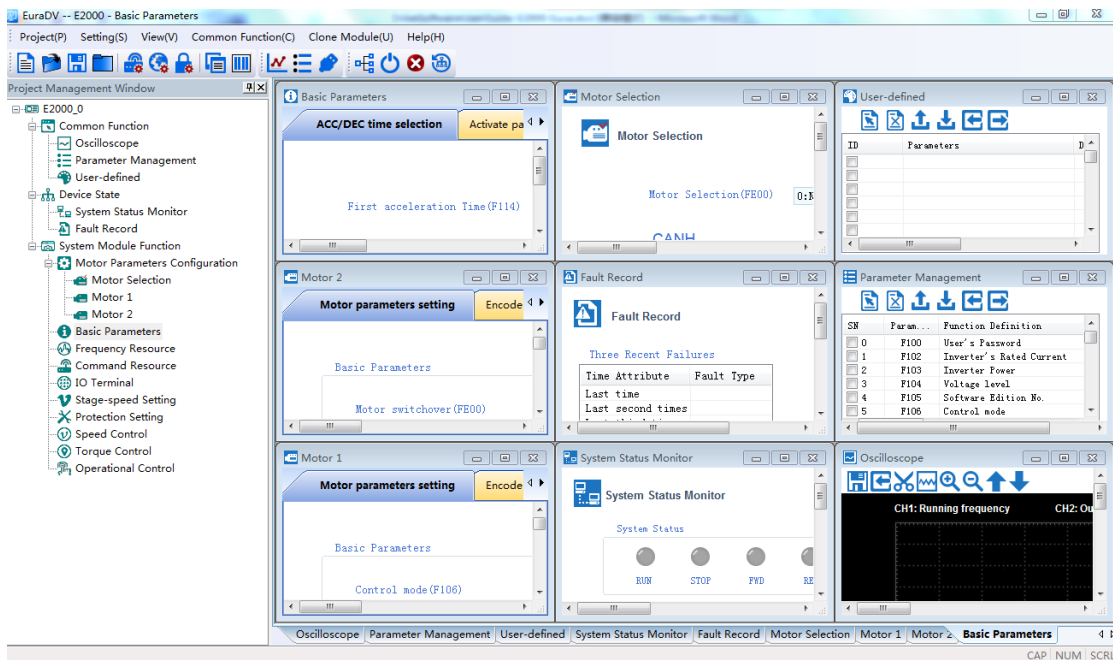 EuraDV -- E2000 - Basic Parameters
Project(P) Setting(S) View(V) Common Function(C) Clone Module(U) Help(H)
Project Management Window
E2000_0
Common Function
Oscilloscope
Parameter Management
User-defined
Device State
System Status Monitor
Fault Record
System Module Function
Motor Parameters Configuration
Motor Selection
Motor 1
Motor 2
Basic Parameters
Frequency Resource
Command Resource
IO Terminal
Stage-speed Setting
Protection Setting
Speed Control
Torque Control
Operational Control
Basic Parameters
ACC/DEC time selection Activate pa
First acceleration Time(F114)
Motor Selection
Motor Selection
Motor Selection(FE00) 0:N
CANH
User-defined
ID Parameters D
Motor 2
Motor parameters setting Encode
Basic Parameters
Motor switchover(FE00)
Fault Record
Fault Record
Three Recent Failures
Time Attribute Fault Type
Last time
Last second times
Parameter Management
SN Param... Function Definition
0 F100 User's Password
1 F102 Inverter's Rated Current
2 F103 Inverter Power
3 F104 Voltage level
4 F105 Software Edition No.
5 F106 Control mode
Motor 1
Motor parameters setting Encode
Basic Parameters
Control mode(F106)
System Status Monitor
System Status Monitor
System Status
RUN STOP FWD RE
Oscilloscope
CH1: Running frequency CH2: Ou
Oscilloscope Parameter Management User-defined System Status Monitor Fault Record Motor Selection Motor 1 Motor 2 Basic Parameters
CAP NUM SCRL